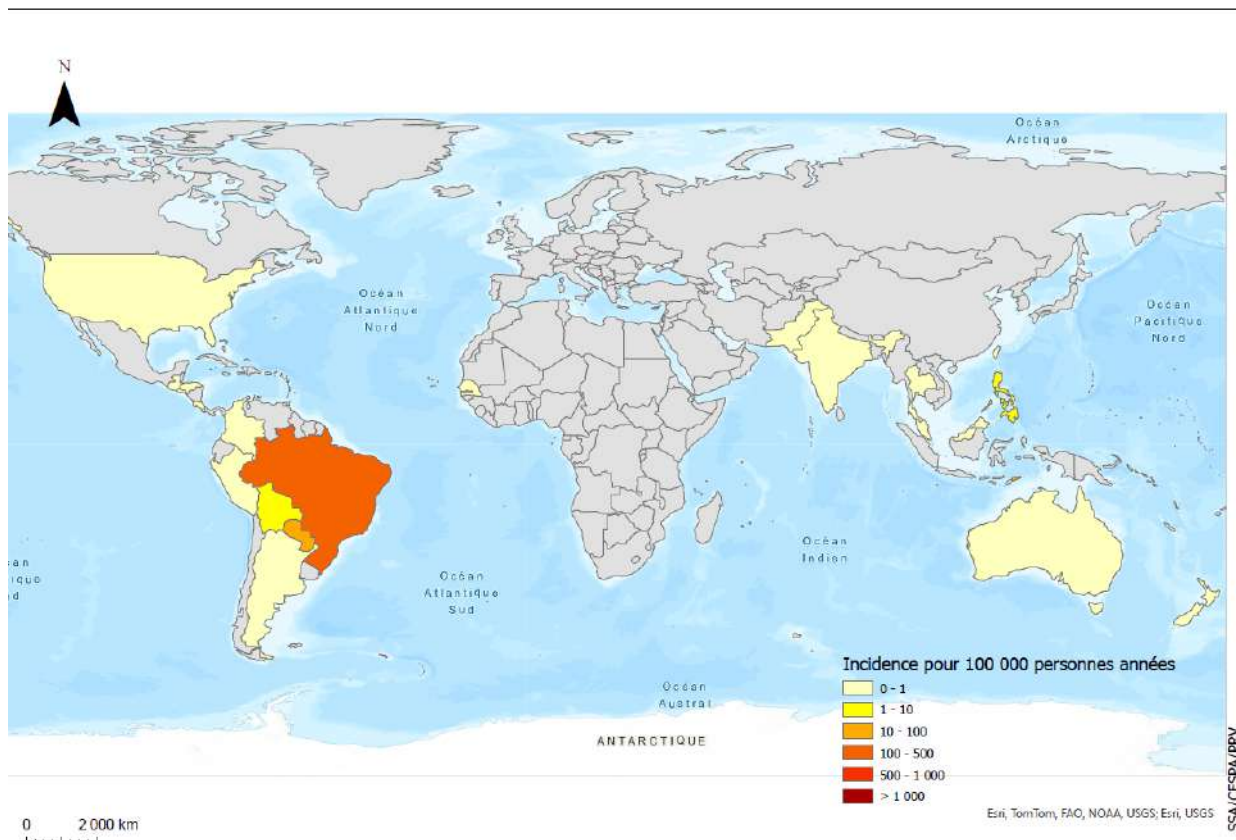 N
Océan
Arctique
Océan
Atlantique
Nord
Océan
Pacifique
Nord
Océan
Indien
Océan
Atlantique
Sud
Océan
Austral
ANTARCTIQUE
Incidence pour 100 000 personnes années
0 - 1
1 - 10
10 - 100
100 - 500
500 - 1 000
> 1 000
Esri, TomTom, FAO, NOAA, USGS; Esri, USGS
0 2 000 km